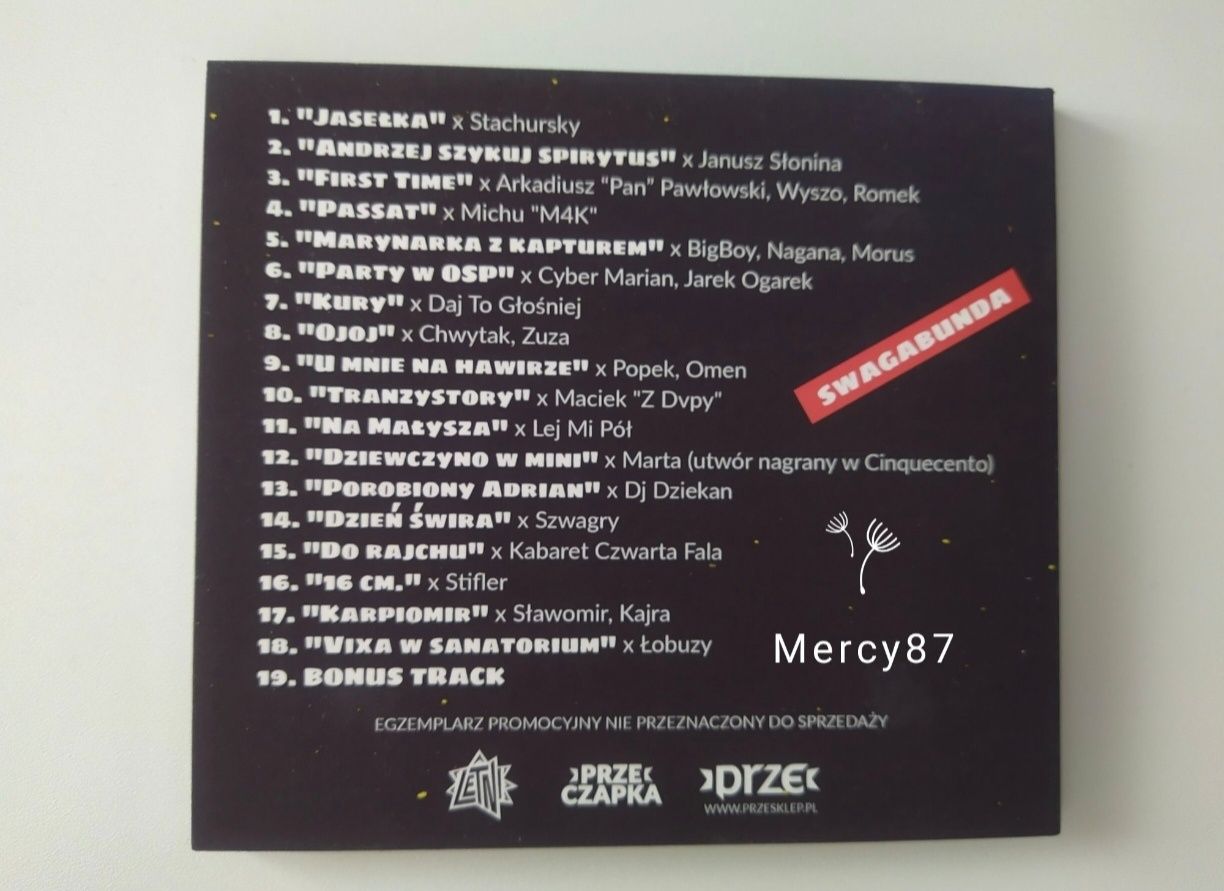 1. "Jasełka" x Stachursky
2. "Andrzej szykuj spirytus" x Janusz Słonina
3. "First Time" x Arkadiusz "Pan" Pawłowski, Wyszo, Romek
4. "Passat" x Michu "M4K"
5. "Marynarka z kapturem" x BigBoy, Nagana, Morus
6. "Party w OSP" x Cyber Marian, Jarek Ogarek
7. "Kury" x Daj To Głośniej
8. "Ojoj" x Chwytak, Zuza
9. "U mnie na hawirze" x Popek, Omen
10. "Tranzystory" x Maciek "Z Dvpy"
11. "Na Małysza" x Lej Mi Pół
12. "Dziewczyno w mini" x Marta (utwór nagrany w Cinquecento)
13. "Porobiony Adrian" x Dj Dziekan
14. "Dzień świra" x Szwagry
15. "Do rajchu" x Kabaret Czwarta Fala
16. "16 cm." x Stifler
17. "Karpiomir" x Sławomir, Kajra
18. "Vixa w sanatorium" x Łobuzy
19. BONUS TRACK
SWAGABUNDA
Mercy87
EGZEMPLARZ PROMOCYJNY NIE PRZEZNACZONY DO SPRZEDAŻY
LETNI
PRZE
CZAPKA
PRZE
WWW.PRZESKLEP.PL